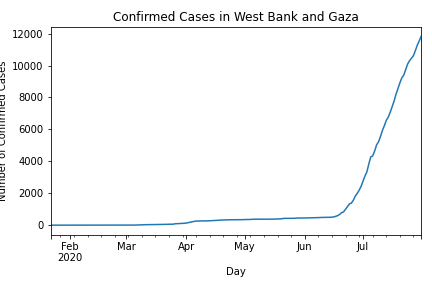 Confirmed Cases in West Bank and Gaza
12000
10000
8000
6000
4000
2000
0
Number of Confirmed Cases
Feb
2020
Mar
Apr
May
Jun
Jul
Day